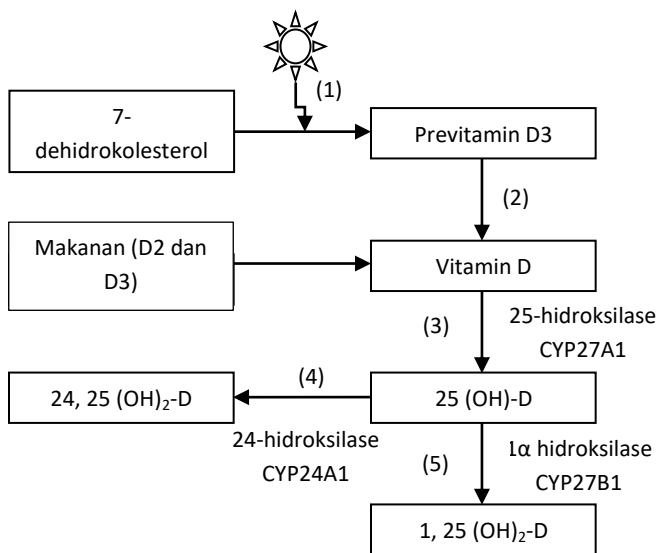 (1)
7-
dehidrokolesterol
Previtamin D3
(2)
Makanan (D2 dan
D3)
Vitamin D
(3)
25-hidroksilase
CYP27A1
24, 25 (OH)₂-D
(4)
25 (OH)-D
24-hidroksilase
CYP24A1
(5)
1α hidroksilase
CYP27B1
1, 25 (OH)₂-D